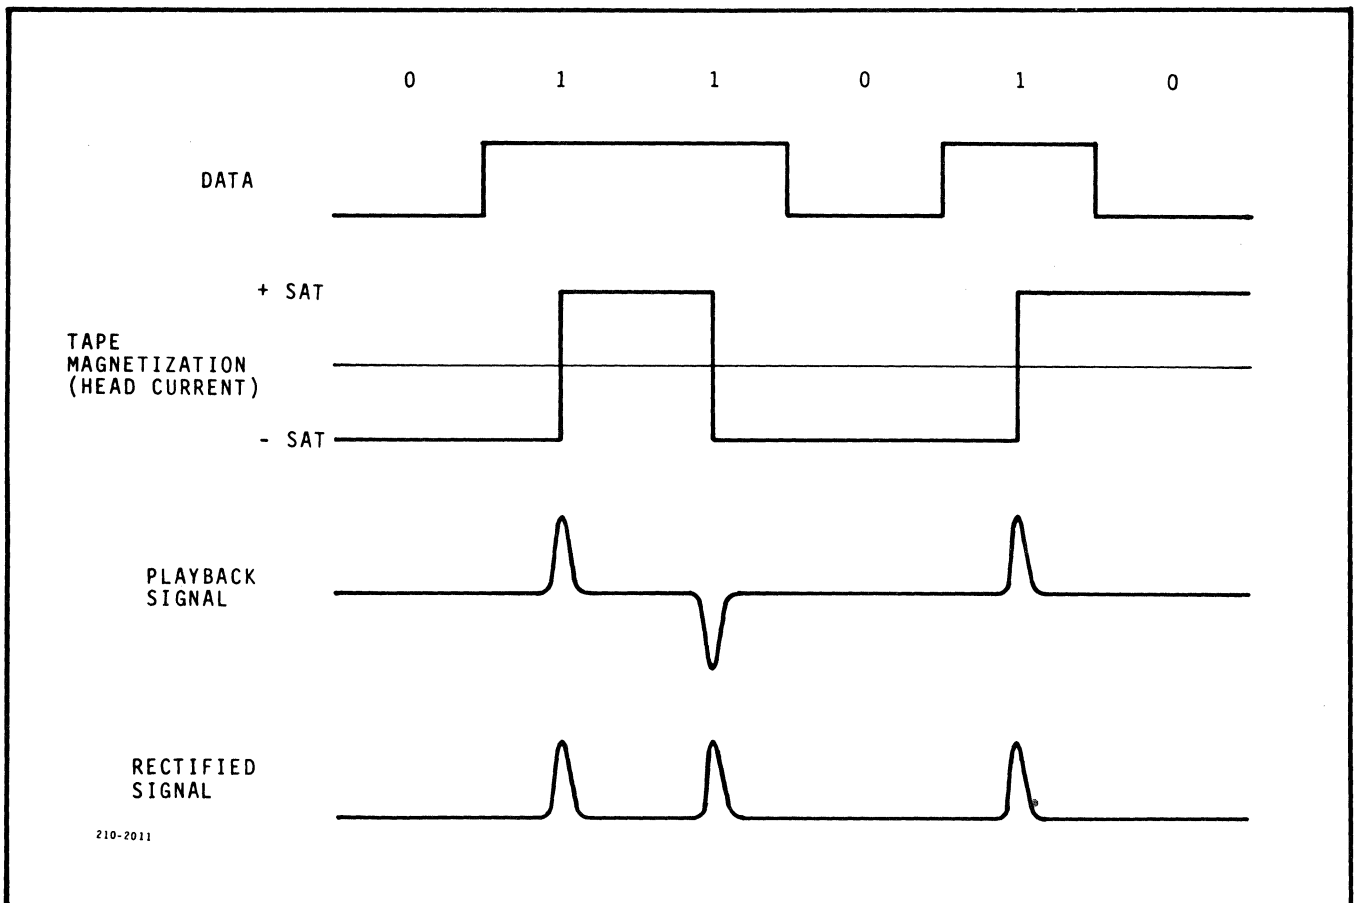 0 1 1 0 1 0
DATA
+ SAT
TAPE
MAGNETIZATION
(HEAD CURRENT)
- SAT
PLAYBACK
SIGNAL
RECTIFIED
SIGNAL
210-2011